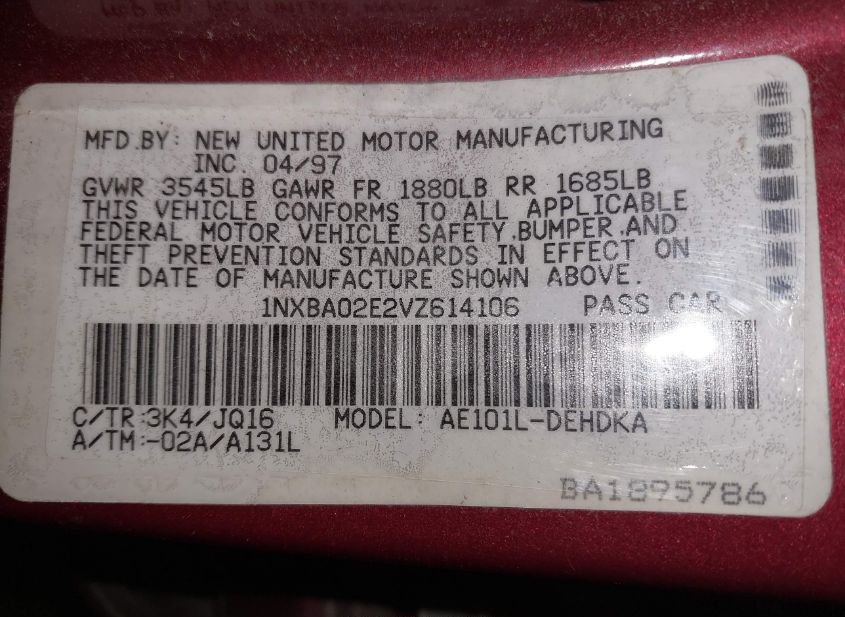 MFD.BY: NEW UNITED MOTOR MANUFACTURING
INC. 04/97
GVWR 3545LB GAWR FR 1880LB RR 1685LB
THIS VEHICLE CONFORMS TO ALL APPLICABLE
FEDERAL MOTOR VEHICLE SAFETY.BUMPER.AND
THEFT PREVENTION STANDARDS IN EFFECT ON
THE DATE OF MANUFACTURE SHOWN ABOVE.
1NXBA02E2VZ614106 PASS CAR
C/TR:3K4/JQ16 MODEL: AE101L-DEHDKA
A/TM:-02A/A131L
BA1895786